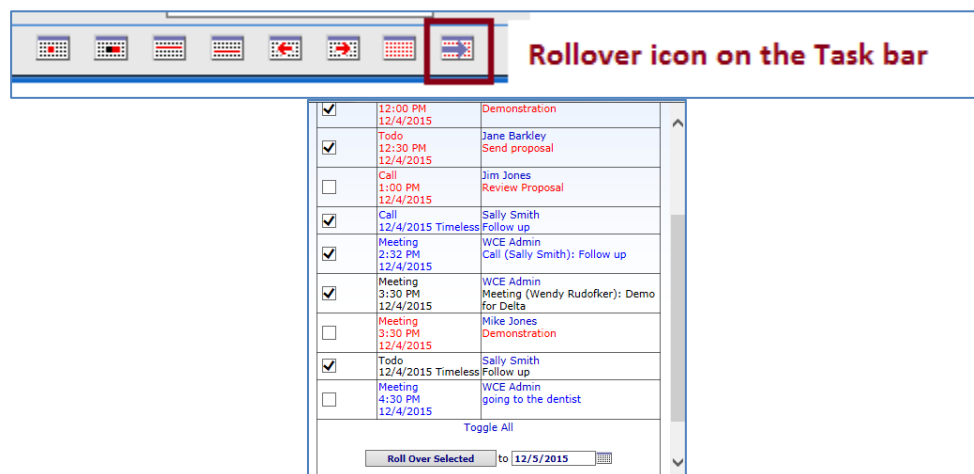 Rollover icon on the Task bar
12:00 PM Demonstration
12/4/2015
Todo Jane Barkley
12:30 PM Send proposal
12/4/2015
Call Jim Jones
1:00 PM Review Proposal
12/4/2015
Call Sally Smith
12/4/2015 Timeless Follow up
Meeting WCE Admin
2:32 PM Call (Sally Smith): Follow up
12/4/2015
Meeting WCE Admin
3:30 PM Meeting (Wendy Rudofker): Demo
12/4/2015 for Delta
Meeting Mike Jones
3:30 PM Demonstration
12/4/2015
Todo Sally Smith
12/4/2015 Timeless Follow up
Meeting WCE Admin
4:30 PM going to the dentist
12/4/2015
Toggle All
Roll Over Selected to 12/5/2015